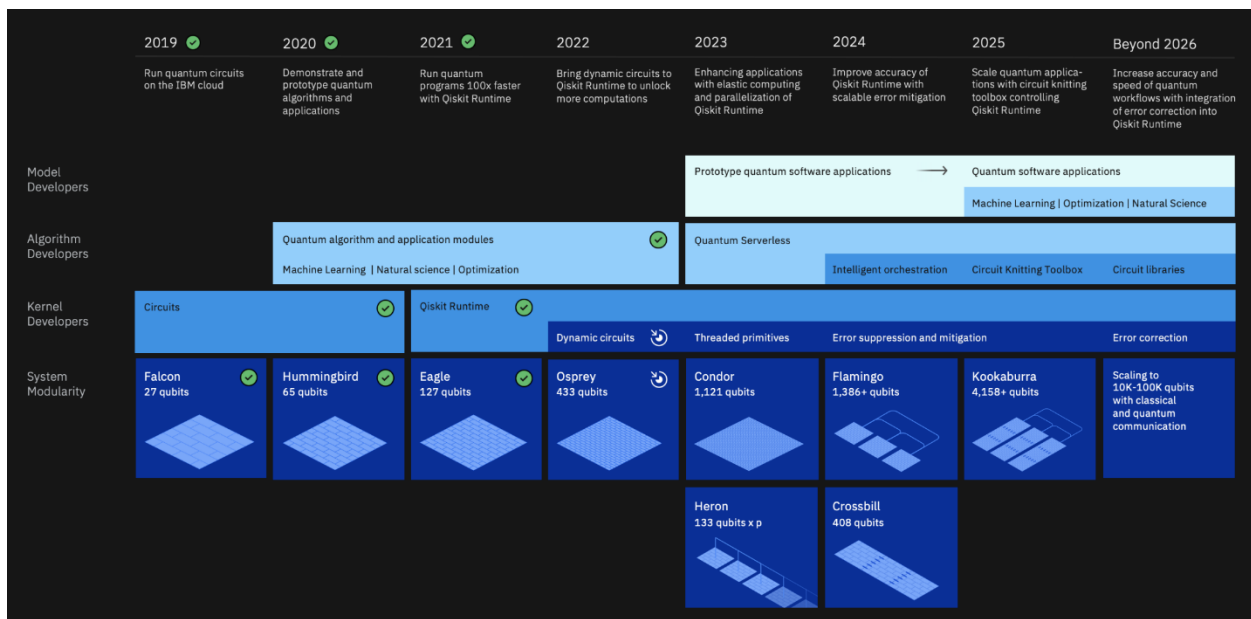 2019
2020
2021
2022
2023
2024
2025
Beyond 2026
Run quantum circuits
on the IBM cloud
Demonstrate and
prototype quantum
algorithms and
applications
Run quantum
programs 100x faster
with Qiskit Runtime
Bring dynamic circuits to
Qiskit Runtime to unlock
more computations
Enhancing applications
with elastic computing
and parallelization of
Qiskit Runtime
Improve accuracy of
Qiskit Runtime with
scalable error mitigation
Scale quantum applica-
tions with circuit knitting
toolbox controlling
Qiskit Runtime
Increase accuracy and
speed of quantum
workflows with integration
of error correction into
Qiskit Runtime
Model
Developers
Prototype quantum software applications
Quantum software applications
Machine Learning | Optimization | Natural Science
Algorithm
Developers
Quantum algorithm and application modules
Machine Learning | Natural science | Optimization
Quantum Serverless
Intelligent orchestration
Circuit Knitting Toolbox
Circuit libraries
Kernel
Developers
Circuits
Qiskit Runtime
Dynamic circuits
Threaded primitives
Error suppression and mitigation
Error correction
System
Modularity
Falcon
27 qubits
Hummingbird
65 qubits
Eagle
127 qubits
Osprey
433 qubits
Condor
1,121 qubits
Flamingo
1,386+ qubits
Kookaburra
4,158+ qubits
Scaling to
10K-100K qubits
with classical
and quantum
communication
Heron
133 qubits x p
Crossbill
408 qubits